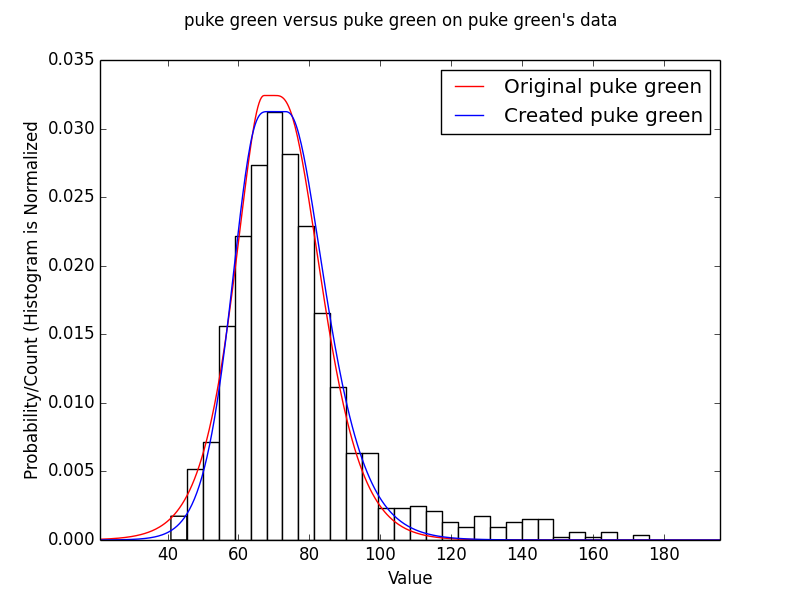 puke green versus puke green on puke green's data
Original puke green
Created puke green
Probability/Count (Histogram is Normalized
0.035
0.030
0.025
0.020
0.015
0.010
0.005
0.000
40 60 80 100 120 140 160 180
Value